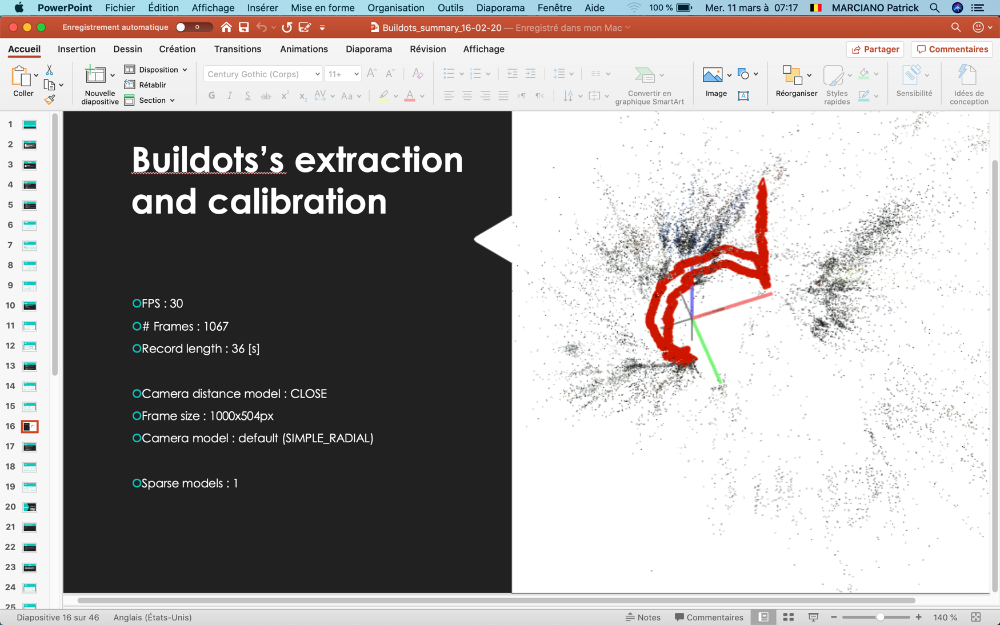 PowerPoint Fichier Édition Affichage Insérer Mise en forme Organisation Outils Diaporama Fenêtre Aide 100 % Mer. 11 mars à 07:17 MARCIANO Patrick
Enregistrement automatique Buildots_summary_16-02-20 — Enregistré dans mon Mac
Accueil Insertion Dessin Création Transitions Animations Diaporama Révision Affichage Partager Commentaires
Coller
Nouvelle
diapositive
Disposition
Rétablir
Section
Century Gothic (Corps) 11+
G I S ab x² x₂ AV Aa A
Convertir en
graphique SmartArt
Image
Réorganiser
Styles
rapides
Sensibilité
Idées de
conception
1
2
3
4
5
6
7
8
9
10
11
12
13
14
15
16
17
18
19
20
21
22
23
24
25
Buildots’s extraction
and calibration
FPS : 30
# Frames : 1067
Record length : 36 [s]
Camera distance model : CLOSE
Frame size : 1000x504px
Camera model : default (SIMPLE_RADIAL)
Sparse models : 1
Diapositive 16 sur 46 Anglais (États-Unis) Notes Commentaires 140 %